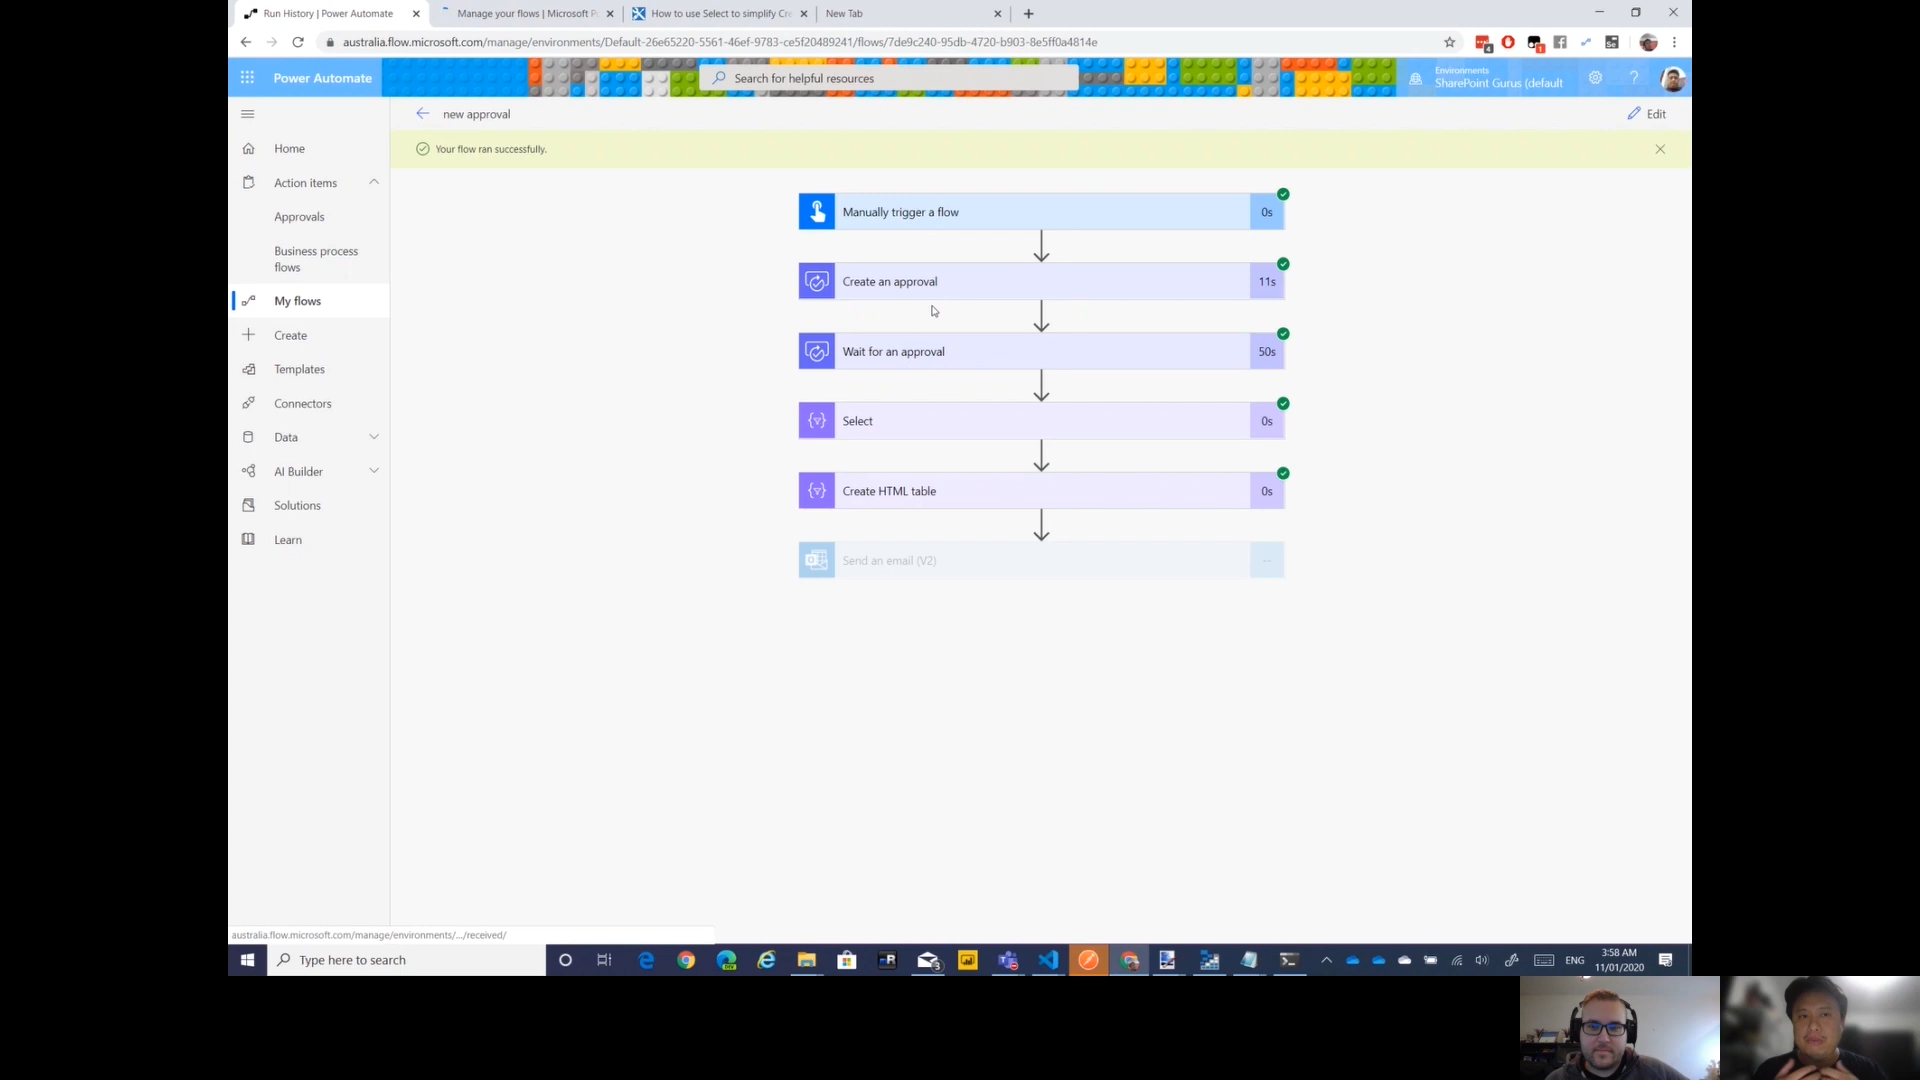 Run History | Power Automate
Manage your flows | Microsoft Po
How to use Select to simplify Cre
New Tab
australia.flow.microsoft.com/manage/environments/Default-26e65220-5561-46ef-9783-ce5f20489241/flows/7de9c240-95db-4720-b903-8e5ff0a4814e
Power Automate
Search for helpful resources
Environments
SharePoint Gurus (default
?
new approval
Edit
Your flow ran successfully.
Home
Action items
Approvals
Business process
flows
My flows
Create
Templates
Connectors
Data
AI Builder
Solutions
Learn
Manually trigger a flow
0s
Create an approval
11s
Wait for an approval
50s
Select
0s
Create HTML table
0s
Send an email (V2)
--
australia.flow.microsoft.com/manage/environments/.../received/
Type here to search
ENG
3:58 AM
11/01/2020